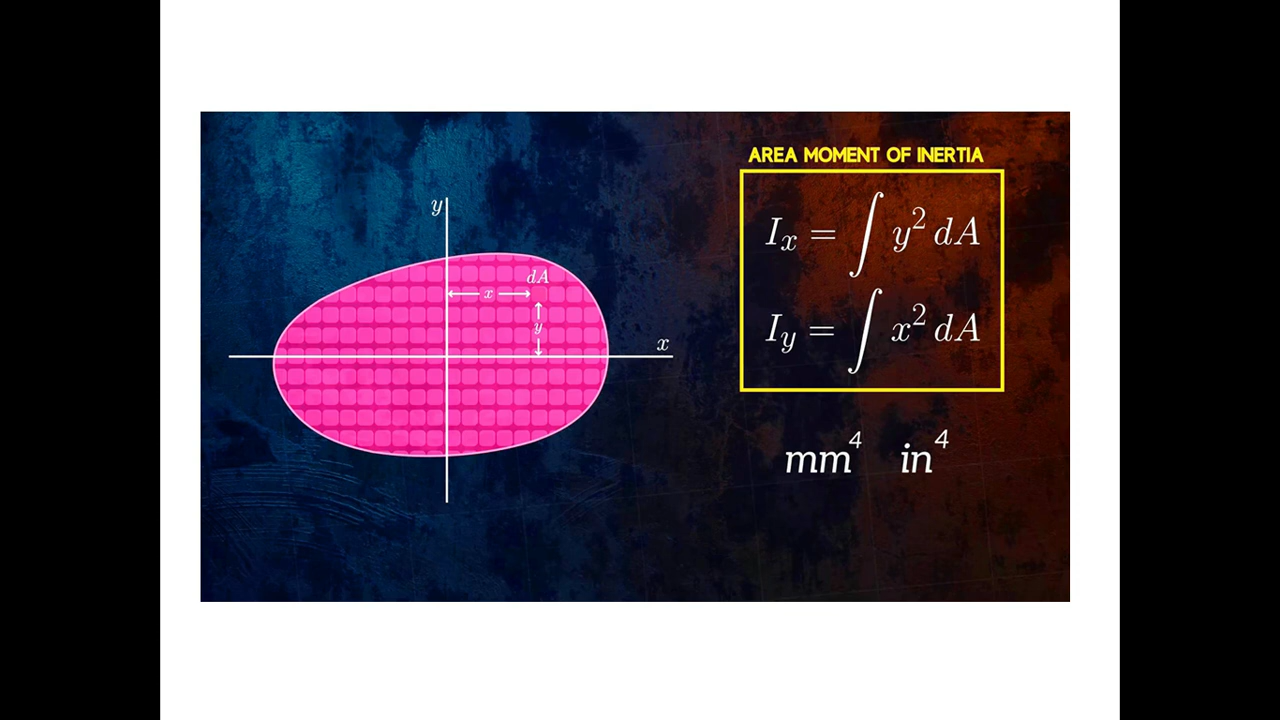 y
dA
x
y
x
AREA MOMENT OF INERTIA
Iₓ = ∫ y² dA
I_y = ∫ x² dA
mm⁴ in⁴